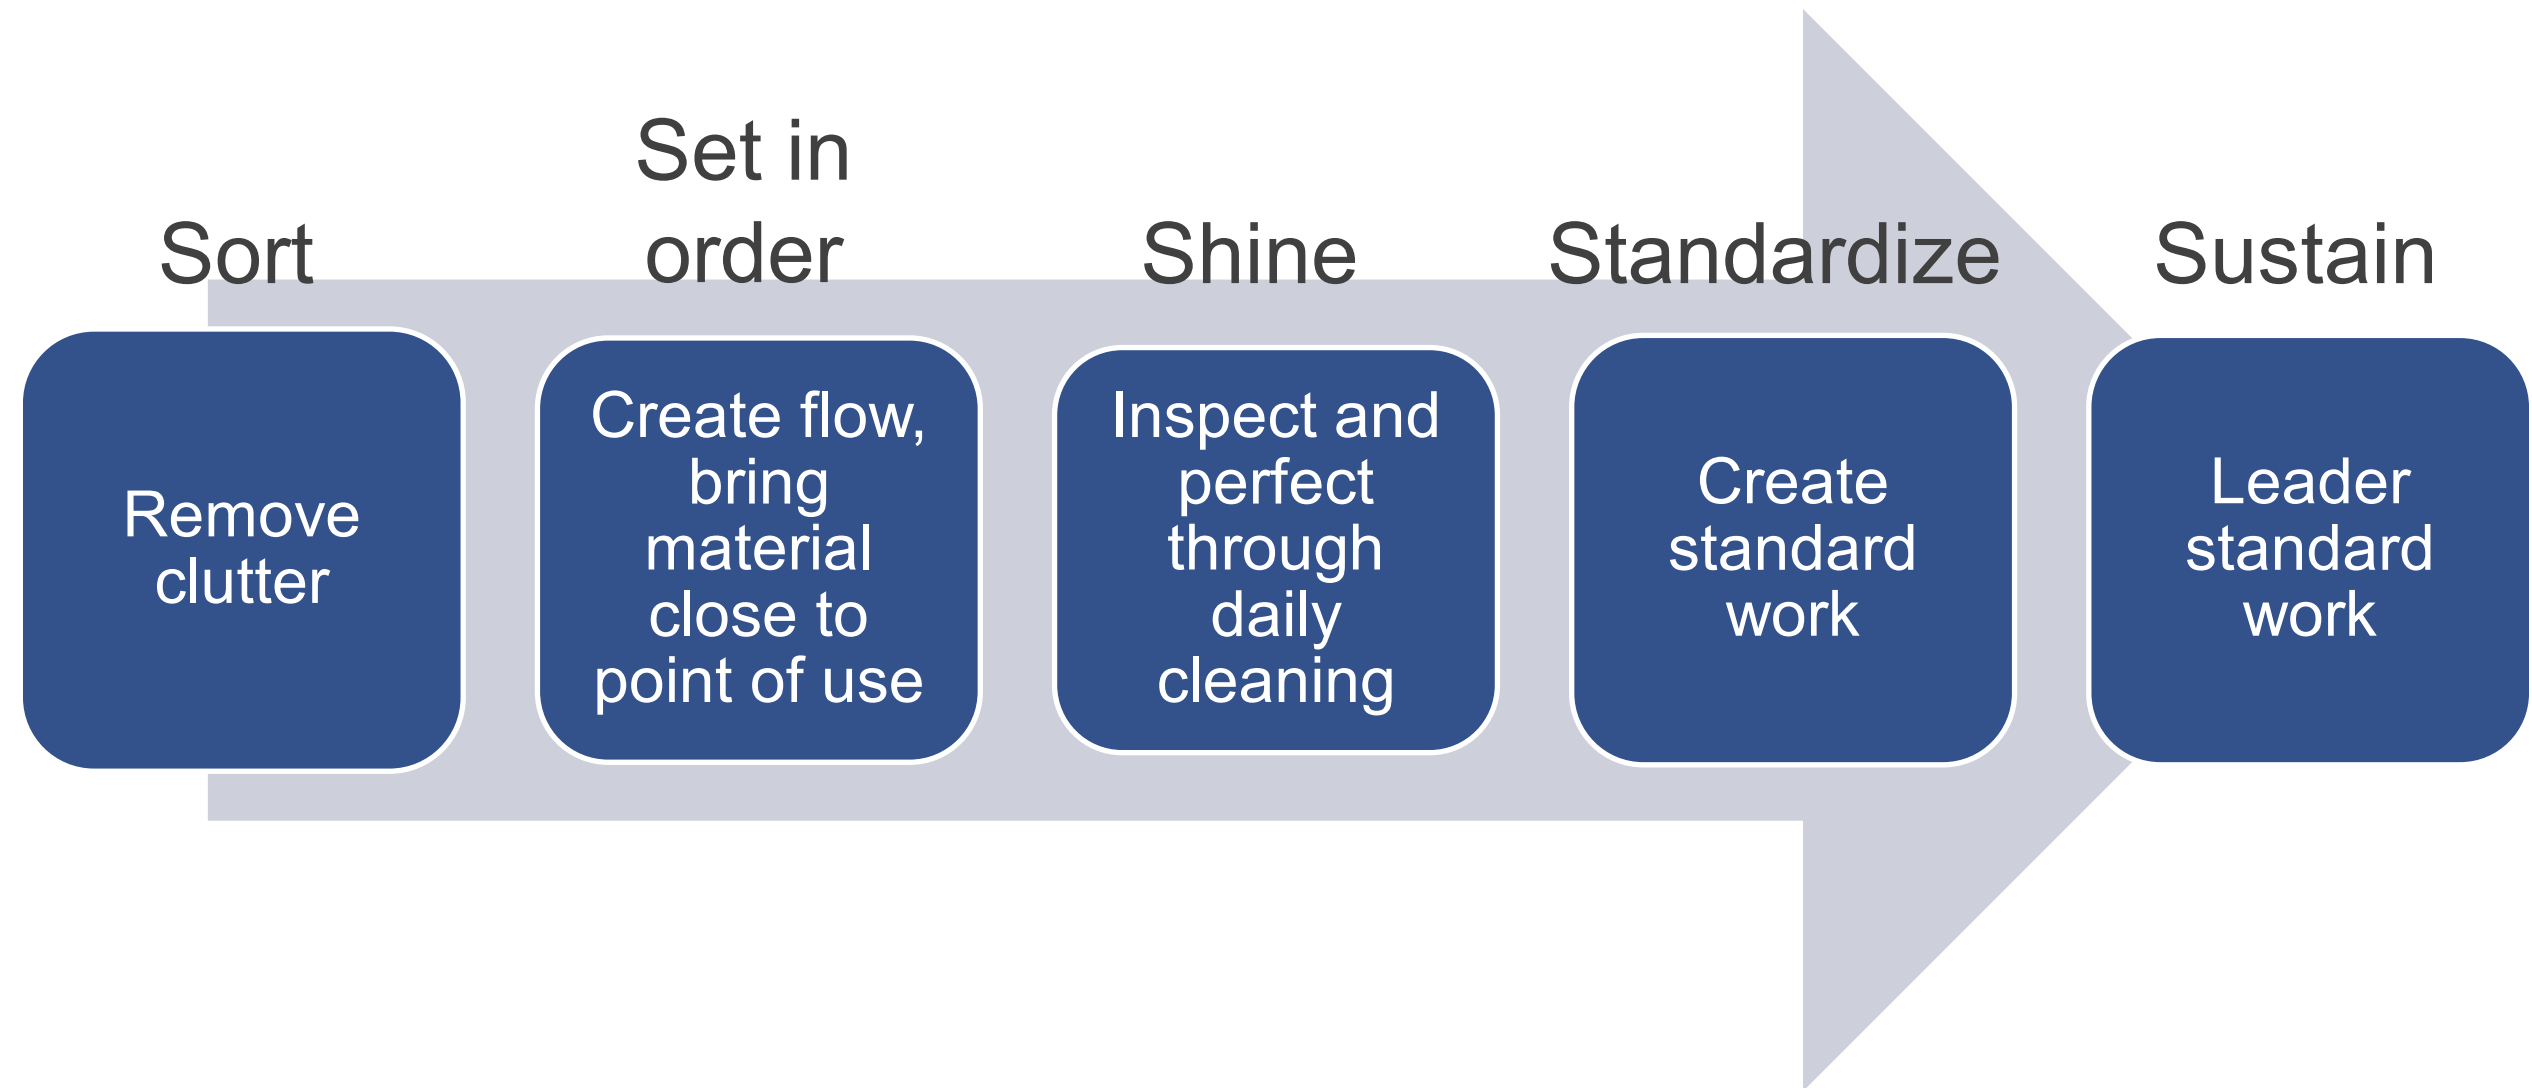 Sort
Set in
order
Shine
Standardize
Sustain
Remove
clutter
Create flow,
bring
material
close to
point of use
Inspect and
perfect
through
daily
cleaning
Create
standard
work
Leader
standard
work